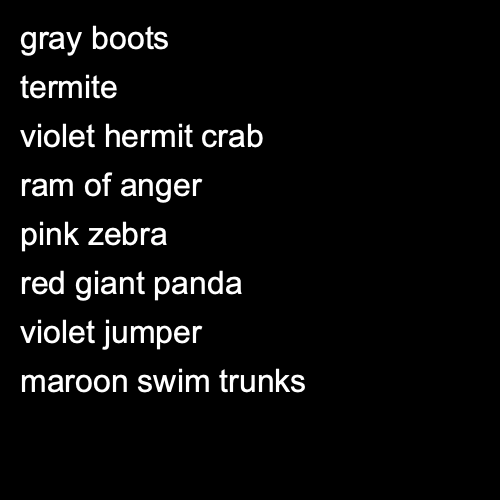 gray boots
termite
violet hermit crab
ram of anger
pink zebra
red giant panda
violet jumper
maroon swim trunks